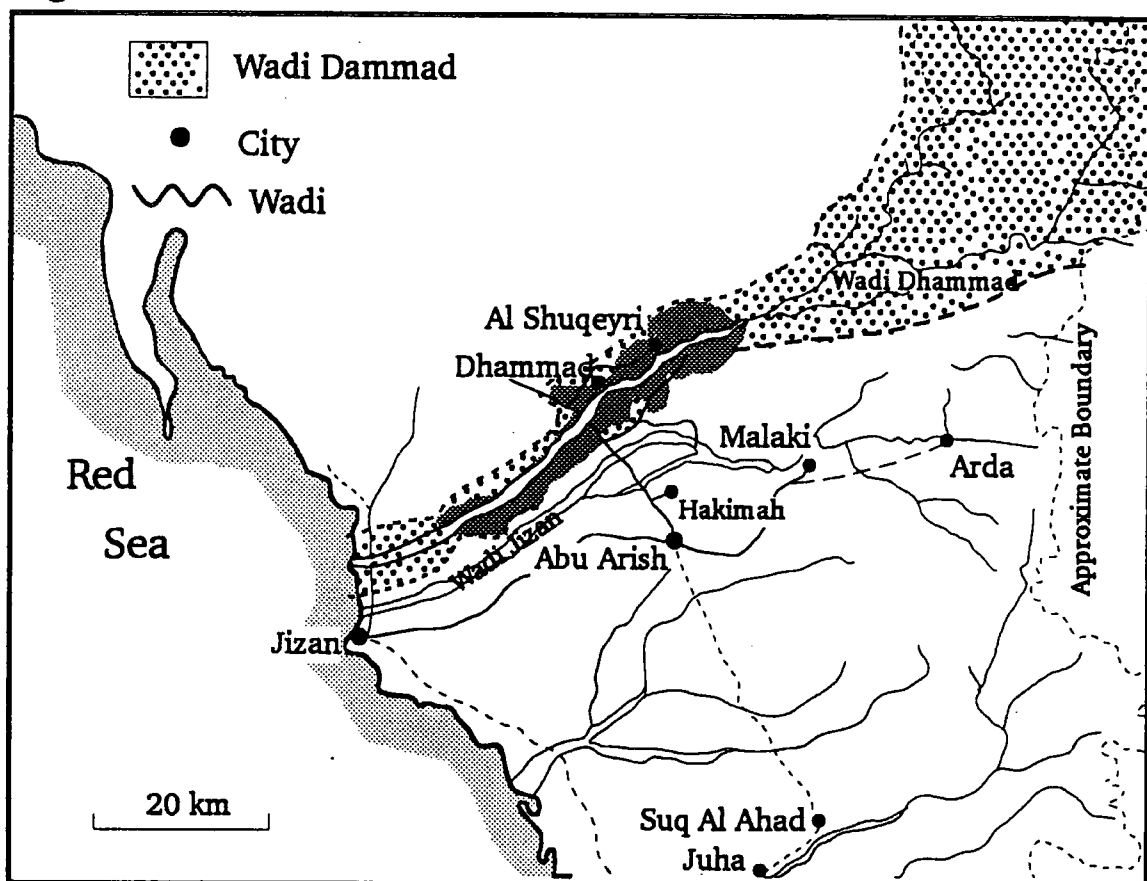 Wadi Dammad
City
Wadi
Wadi Dhammad
Al Shuqeyri
Dhammad
Malaki
Arda
Approximate Boundary
Red
Sea
Hakimah
Wadi Jizan
Abu Arish
Jizan
20 km
Suq Al Ahad
Juha